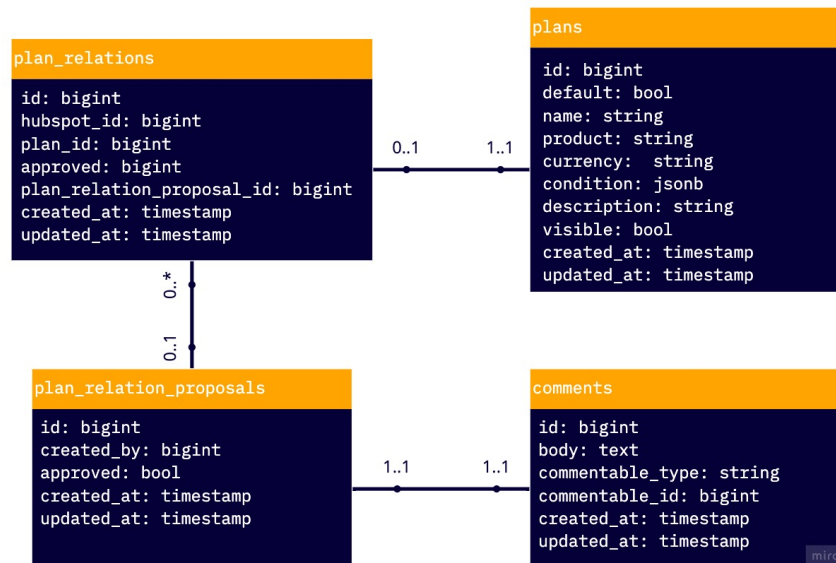 plan_relations
id: bigint
hubspot_id: bigint
plan_id: bigint
approved: bigint
plan_relation_proposal_id: bigint
created_at: timestamp
updated_at: timestamp
0..1
1..1
plans
id: bigint
default: bool
name: string
product: string
currency:  string
condition: jsonb
description: string
visible: bool
created_at: timestamp
updated_at: timestamp
0..*
0..1
plan_relation_proposals
id: bigint
created_by: bigint
approved: bool
created_at: timestamp
updated_at: timestamp
1..1
1..1
comments
id: bigint
body: text
commentable_type: string
commentable_id: bigint
created_at: timestamp
updated_at: timestamp
miro